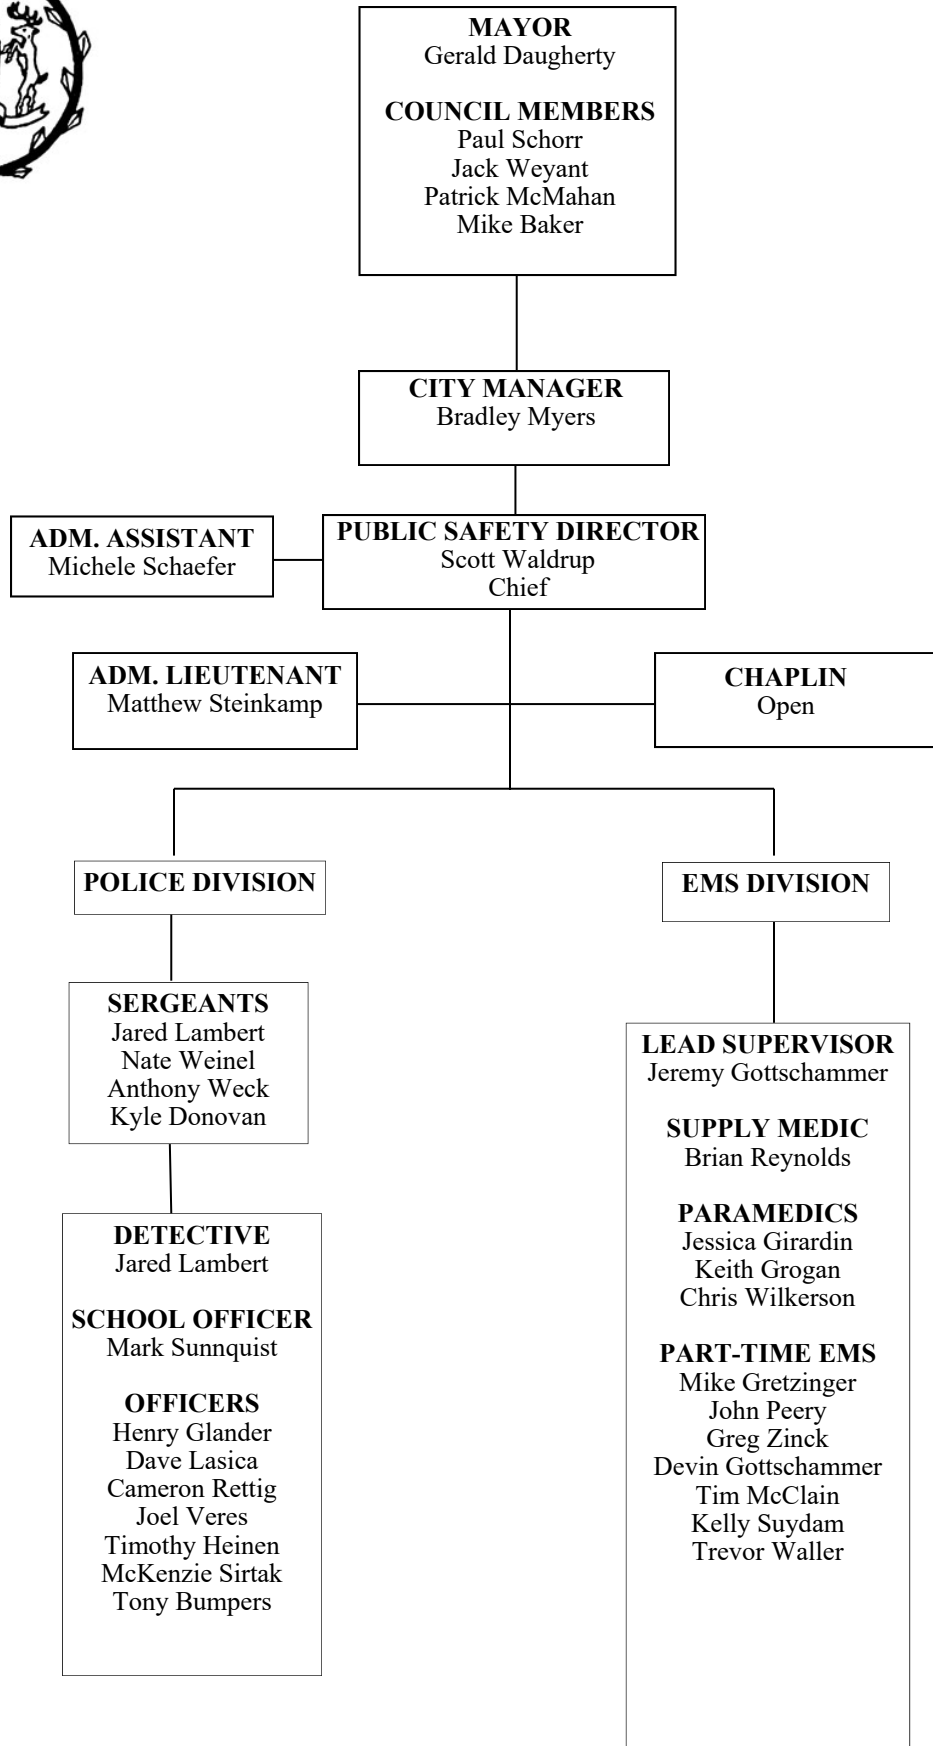 MAYOR
Gerald Daugherty
COUNCIL MEMBERS
Paul Schorr
Jack Weyant
Patrick McMahan
Mike Baker
CITY MANAGER
Bradley Myers
ADM. ASSISTANT
Michele Schaefer
PUBLIC SAFETY DIRECTOR
Scott Waldrup
Chief
ADM. LIEUTENANT
Matthew Steinkamp
CHAPLIN
Open
POLICE DIVISION
SERGEANTS
Jared Lambert
Nate Weinel
Anthony Weck
Kyle Donovan
DETECTIVE
Jared Lambert
SCHOOL OFFICER
Mark Sunnquist
OFFICERS
Henry Glander
Dave Lasica
Cameron Rettig
Joel Veres
Timothy Heinen
McKenzie Sirtak
Tony Bumpers
EMS DIVISION
LEAD SUPERVISOR
Jeremy Gottschammer
SUPPLY MEDIC
Brian Reynolds
PARAMEDICS
Jessica Girardin
Keith Grogan
Chris Wilkerson
PART-TIME EMS
Mike Gretzinger
John Peery
Greg Zinck
Devin Gottschammer
Tim McClain
Kelly Suydam
Trevor Waller